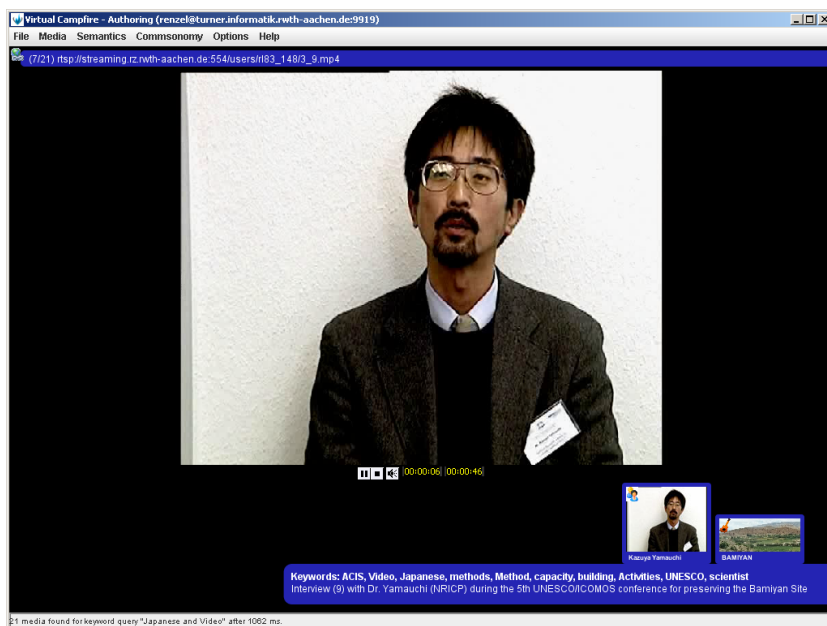 Virtual Campfire - Authoring (renzel@turner.informatik.rwth-aachen.de:9919)
File Media Semantics Commsonomy Options Help
(7/21) rtsp://streaming.rz.rwth-aachen.de:554/users/rl83_148/3_9.mp4
[00:00:06] [00:00:46]
Kazuya Yamauchi
BAMIYAN
Keywords: ACIS, Video, Japanese, methods, Method, capacity, building, Activities, UNESCO, scientist
Interview (9) with Dr. Yamauchi (NRICP) during the 5th UNESCO/ICOMOS conference for preserving the Bamiyan Site
21 media found for keyword query "Japanese and Video" after 1062 ms.